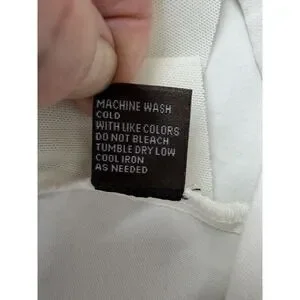 MACHINE WASH
COLD
WITH LIKE COLORS
DO NOT BLEACH
TUMBLE DRY LOW
COOL IRON
AS NEEDED